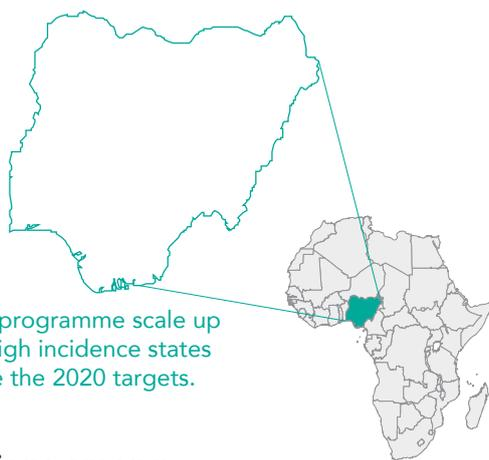 programme scale up
igh incidence states
e the 2020 targets.